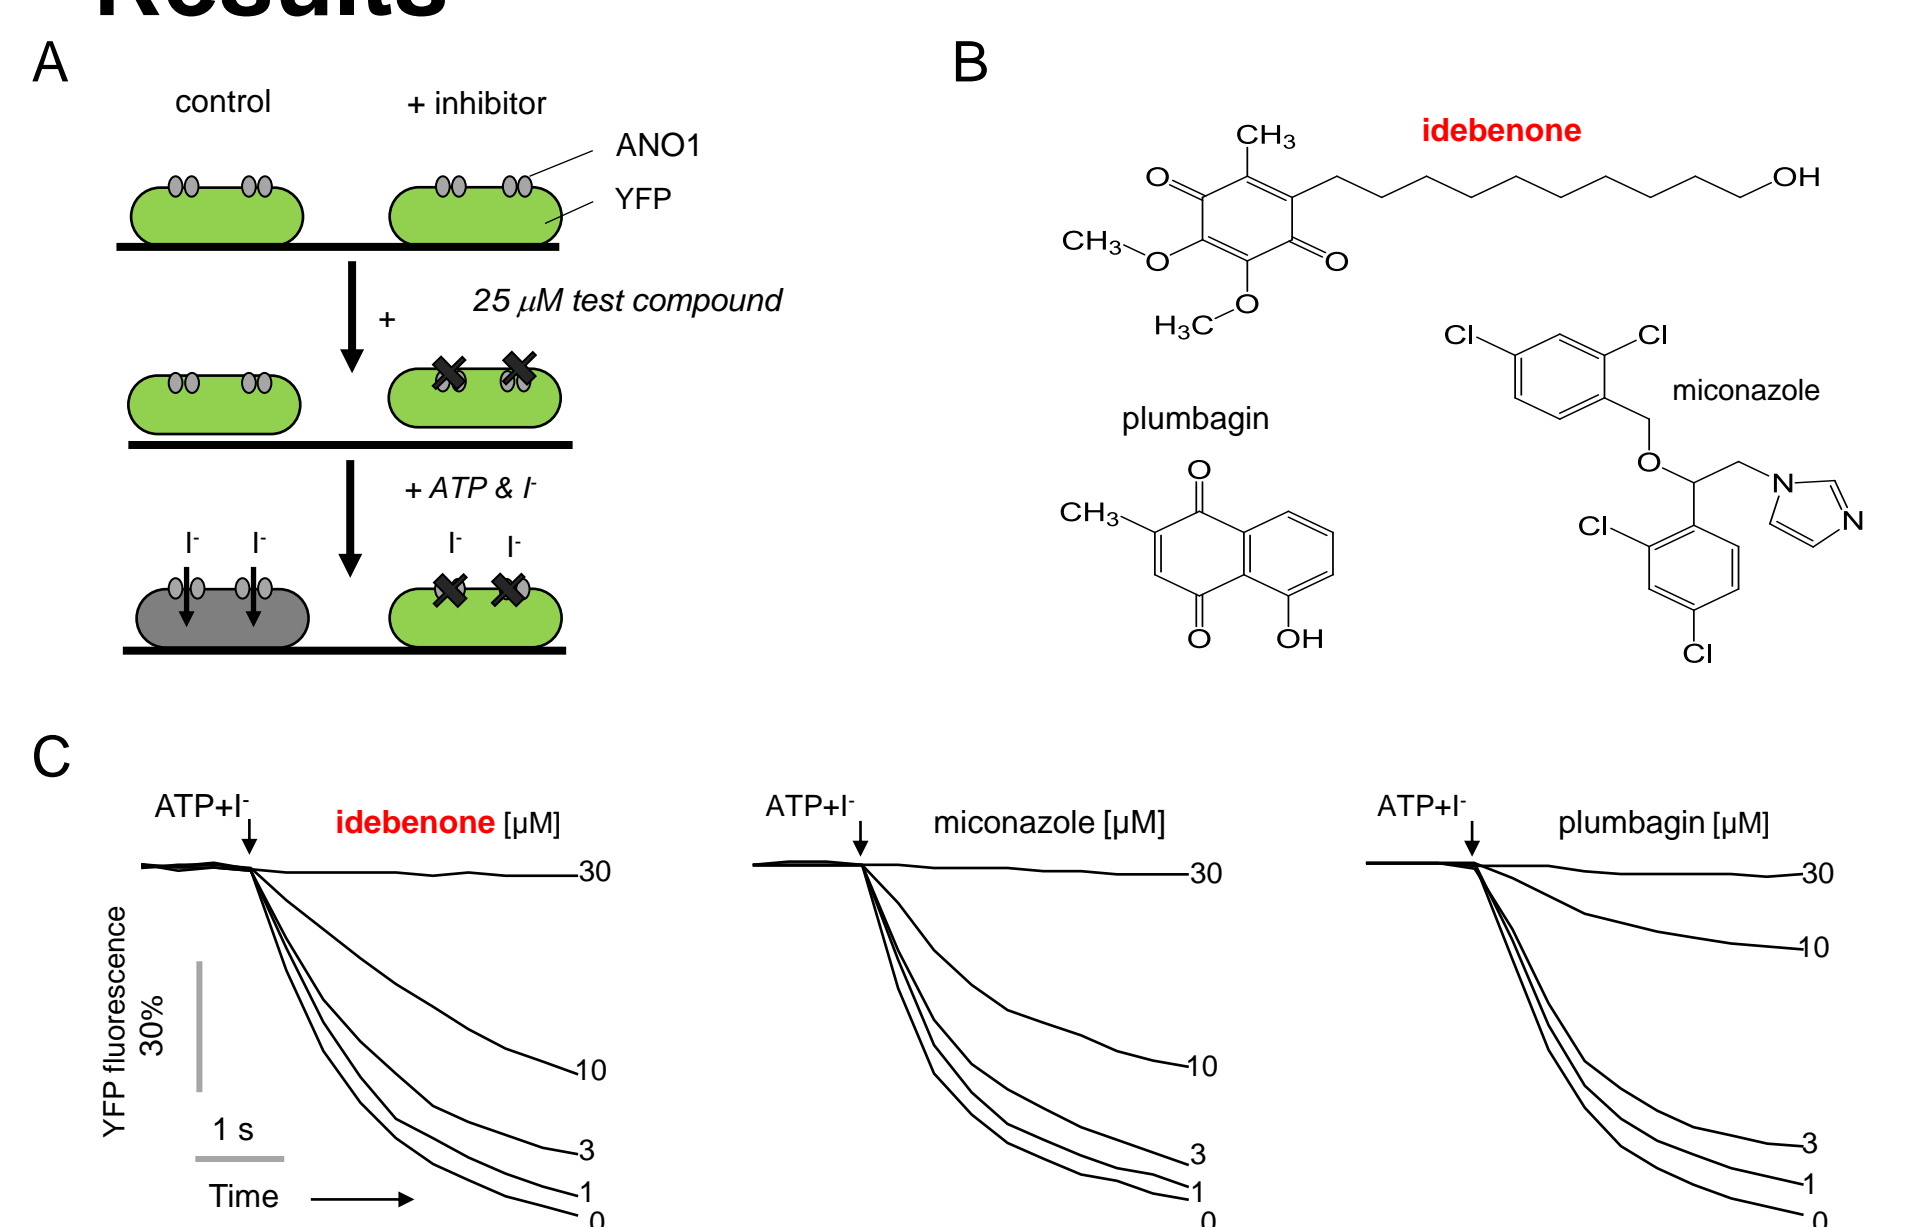 Results
A
control
+ inhibitor
ANO1
YFP
25 µM test compound
+
+ ATP & I-
I-
I-
I-
I-
B
idebenone
CH3
O
OH
CH3
O
O
O
H3C
Cl
Cl
miconazole
plumbagin
O
O
N
CH3
N
Cl
O
OH
Cl
C
ATP+I-
idebenone [µM]
30
10
3
1
0
YFP fluorescence
30%
1 s
Time
ATP+I-
miconazole [µM]
30
10
3
1
0
ATP+I-
plumbagin [µM]
30
10
3
1
0